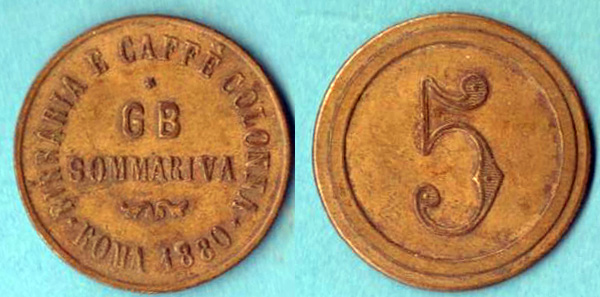 BIRRARIA E CAFFÈ COLONNA
GB
SOMMARIVA
ROMA 1880
5